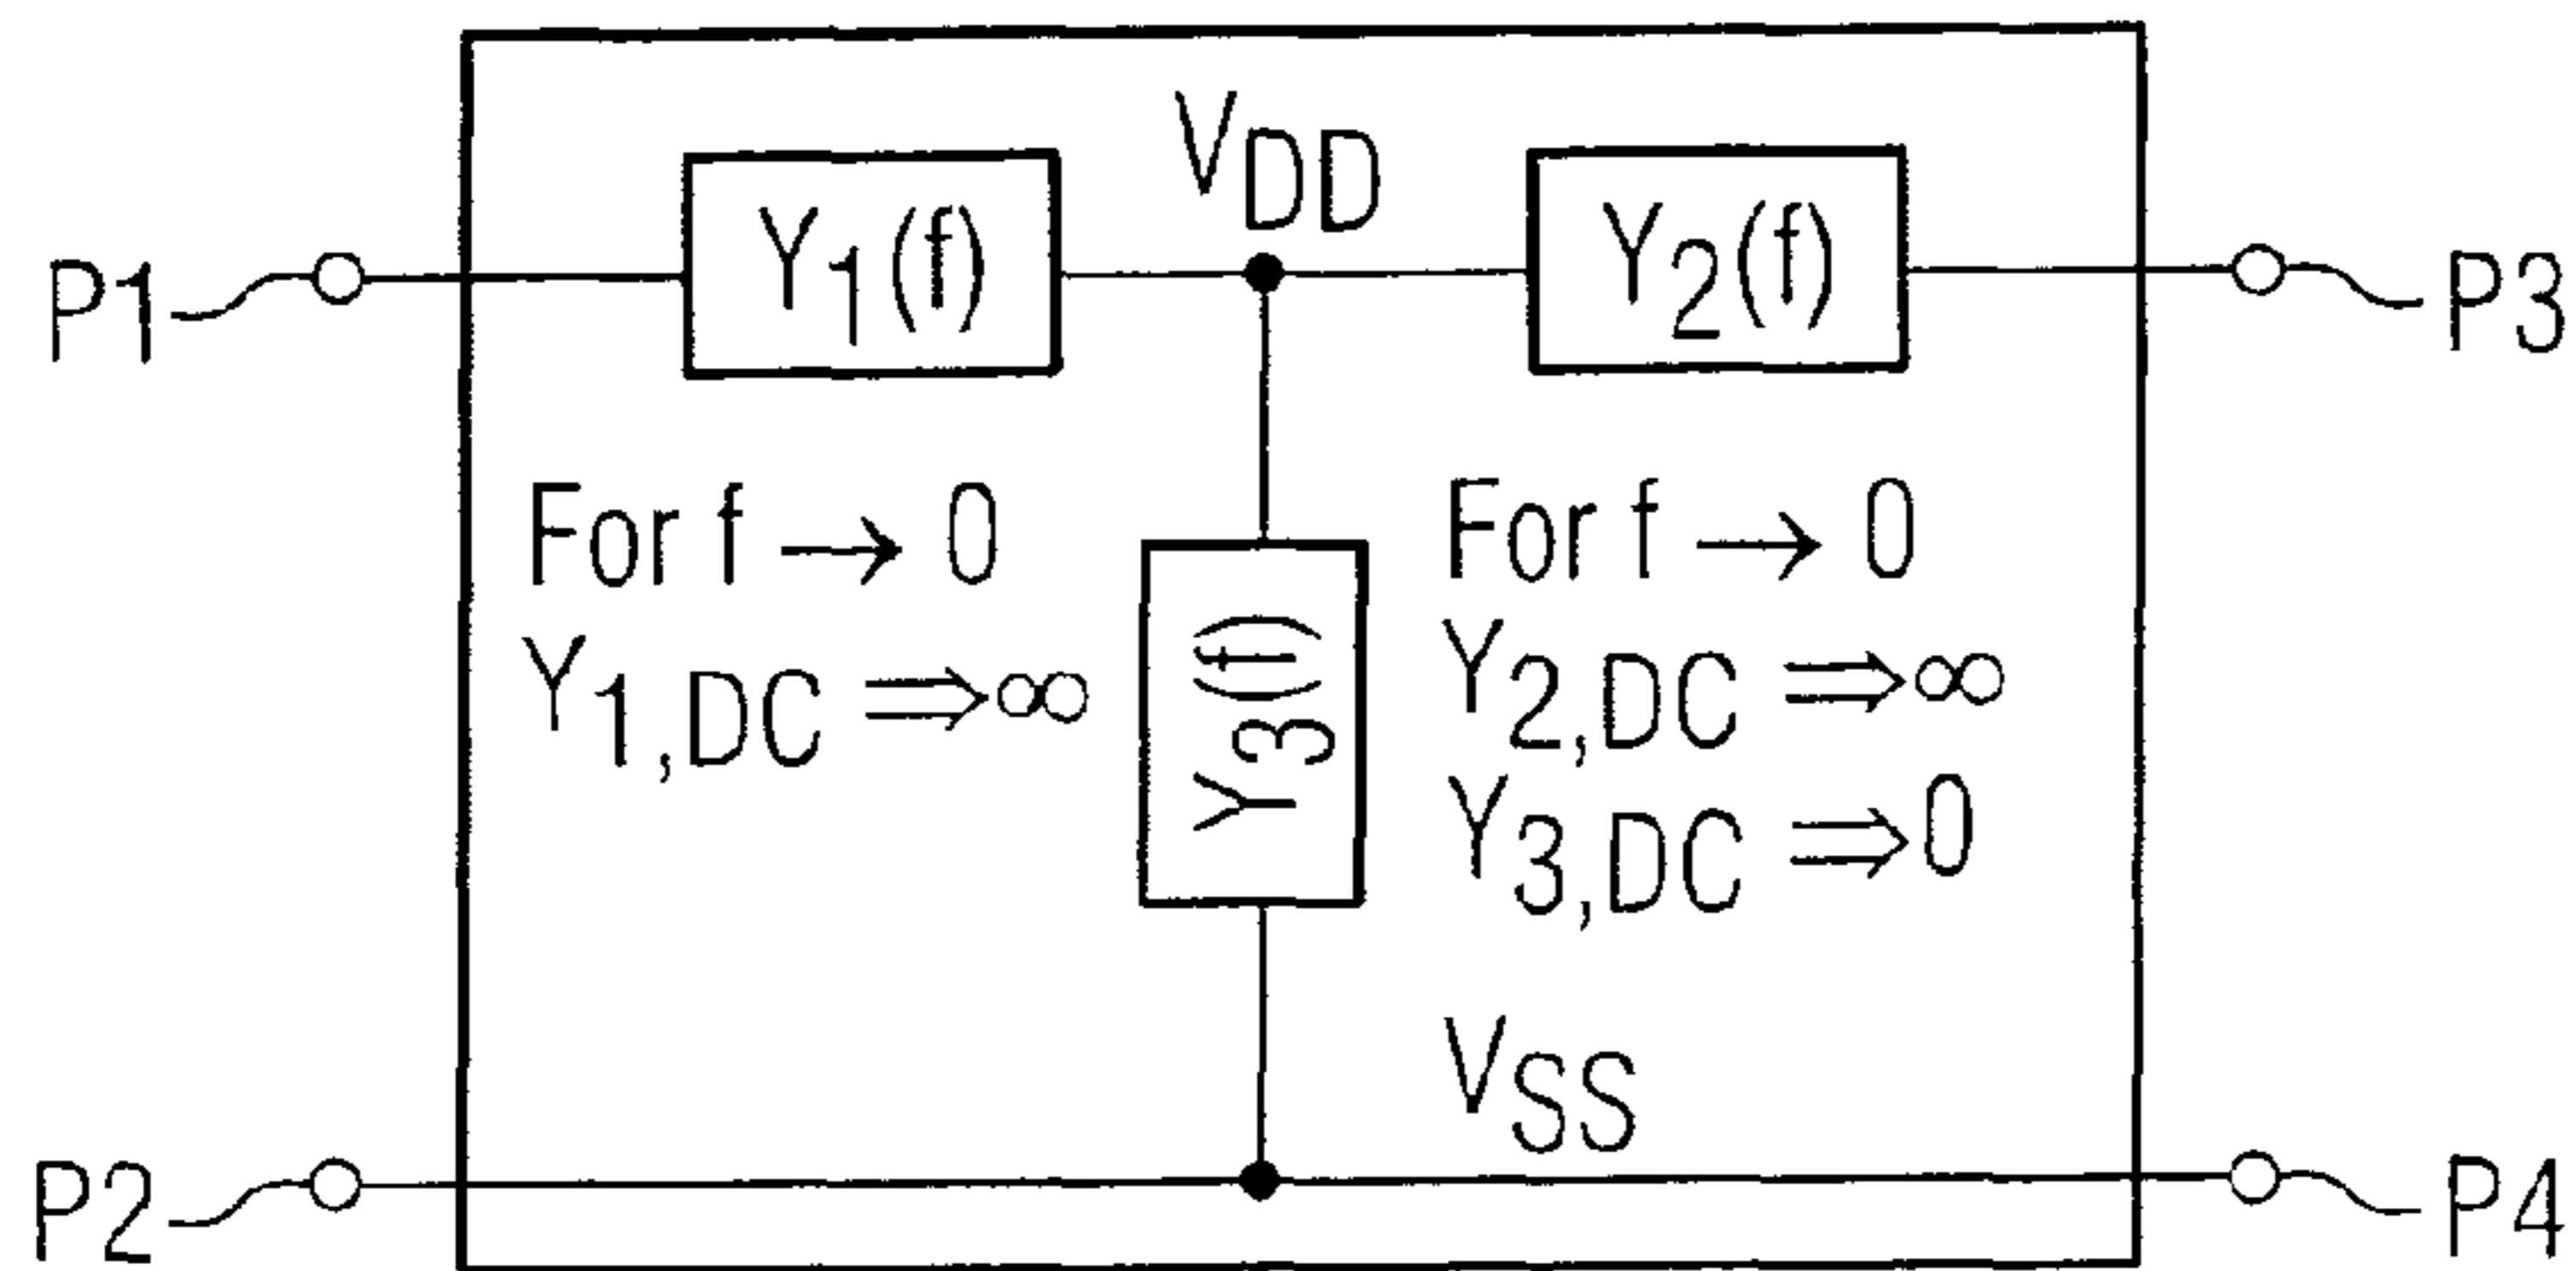 V_DD
P1
Y_1(f)
Y_2(f)
P3
For f → 0
Y_1,DC ⇒ ∞
Y_3(f)
For f → 0
Y_2,DC ⇒ ∞
Y_3,DC ⇒ 0
V_SS
P2
P4